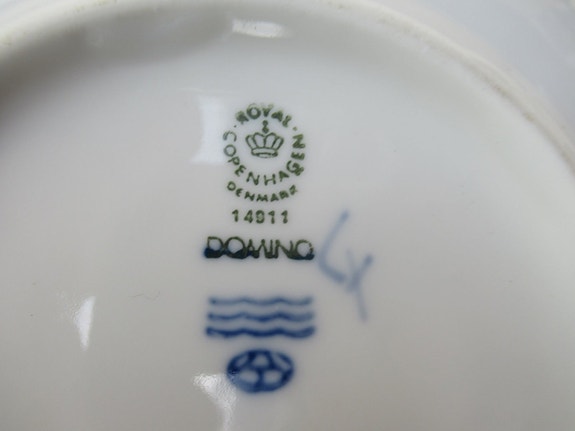 ROYAL
COPENHAGEN
DENMARK
14911
DOMINO